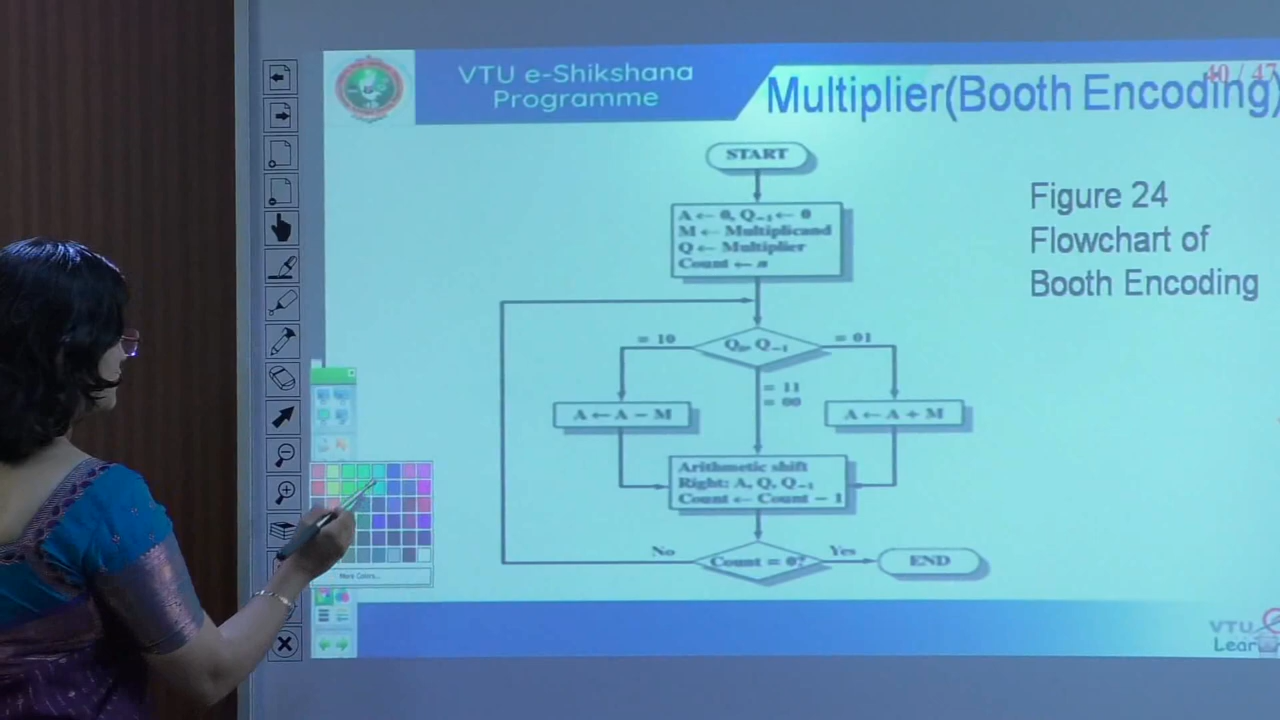 VTU e-Shikshana
Programme
Multiplier(Booth Encoding)
40 / 47
START
A ← 0, Q₋₁ ← 0
M ← Multiplicand
Q ← Multiplier
Count ← n
Figure 24
Flowchart of
Booth Encoding
= 10
Q₀, Q₋₁
= 01
= 11
= 00
A ← A − M
A ← A + M
Arithmetic shift
Right: A, Q, Q₋₁
Count ← Count − 1
No
Count = 0?
Yes
END
More Colors...
VTU